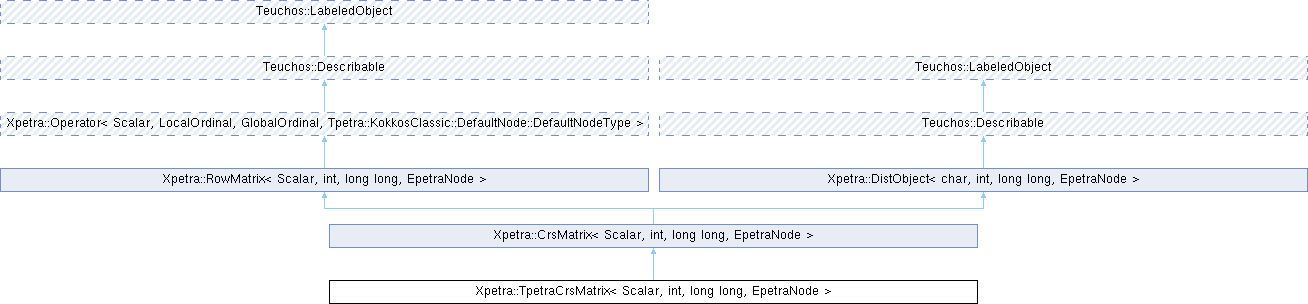 Teuchos::LabeledObject
Teuchos::Describable
Teuchos::LabeledObject
Xpetra::Operator< Scalar, LocalOrdinal, GlobalOrdinal, Tpetra::KokkosClassic::DefaultNode::DefaultNodeType >
Teuchos::Describable
Xpetra::RowMatrix< Scalar, int, long long, EpetraNode >
Xpetra::DistObject< char, int, long long, EpetraNode >
Xpetra::CrsMatrix< Scalar, int, long long, EpetraNode >
Xpetra::TpetraCrsMatrix< Scalar, int, long long, EpetraNode >